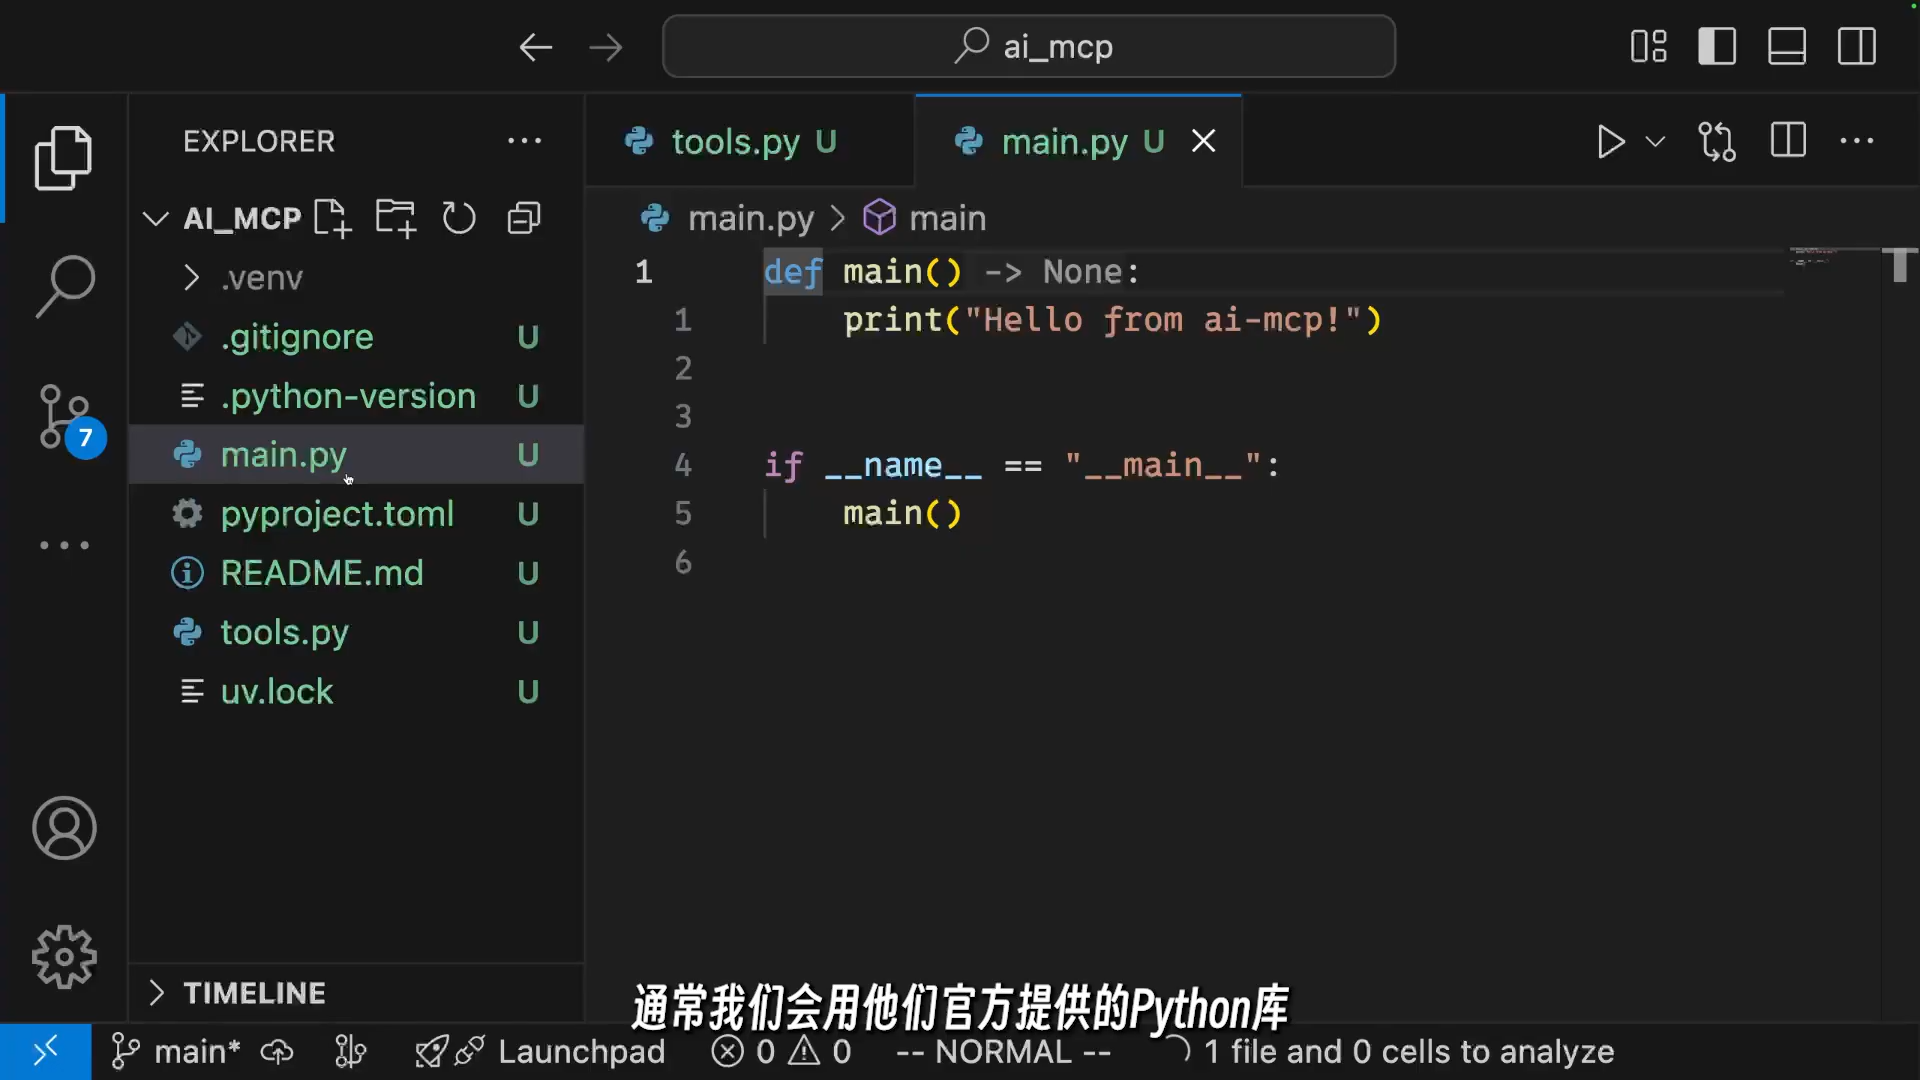 ai_mcp
EXPLORER
AI_MCP
.venv
.gitignore U
.python-version U
main.py U
pyproject.toml U
README.md U
tools.py U
uv.lock U
TIMELINE
tools.py U
main.py U
main.py > main
1 def main() -> None:
1 print("Hello from ai-mcp!")
2
3
4 if __name__ == "__main__":
5 main()
6
通常我们会用他们官方提供的Python库
7
main* Launchpad 0 0 -- NORMAL -- 1 file and 0 cells to analyze